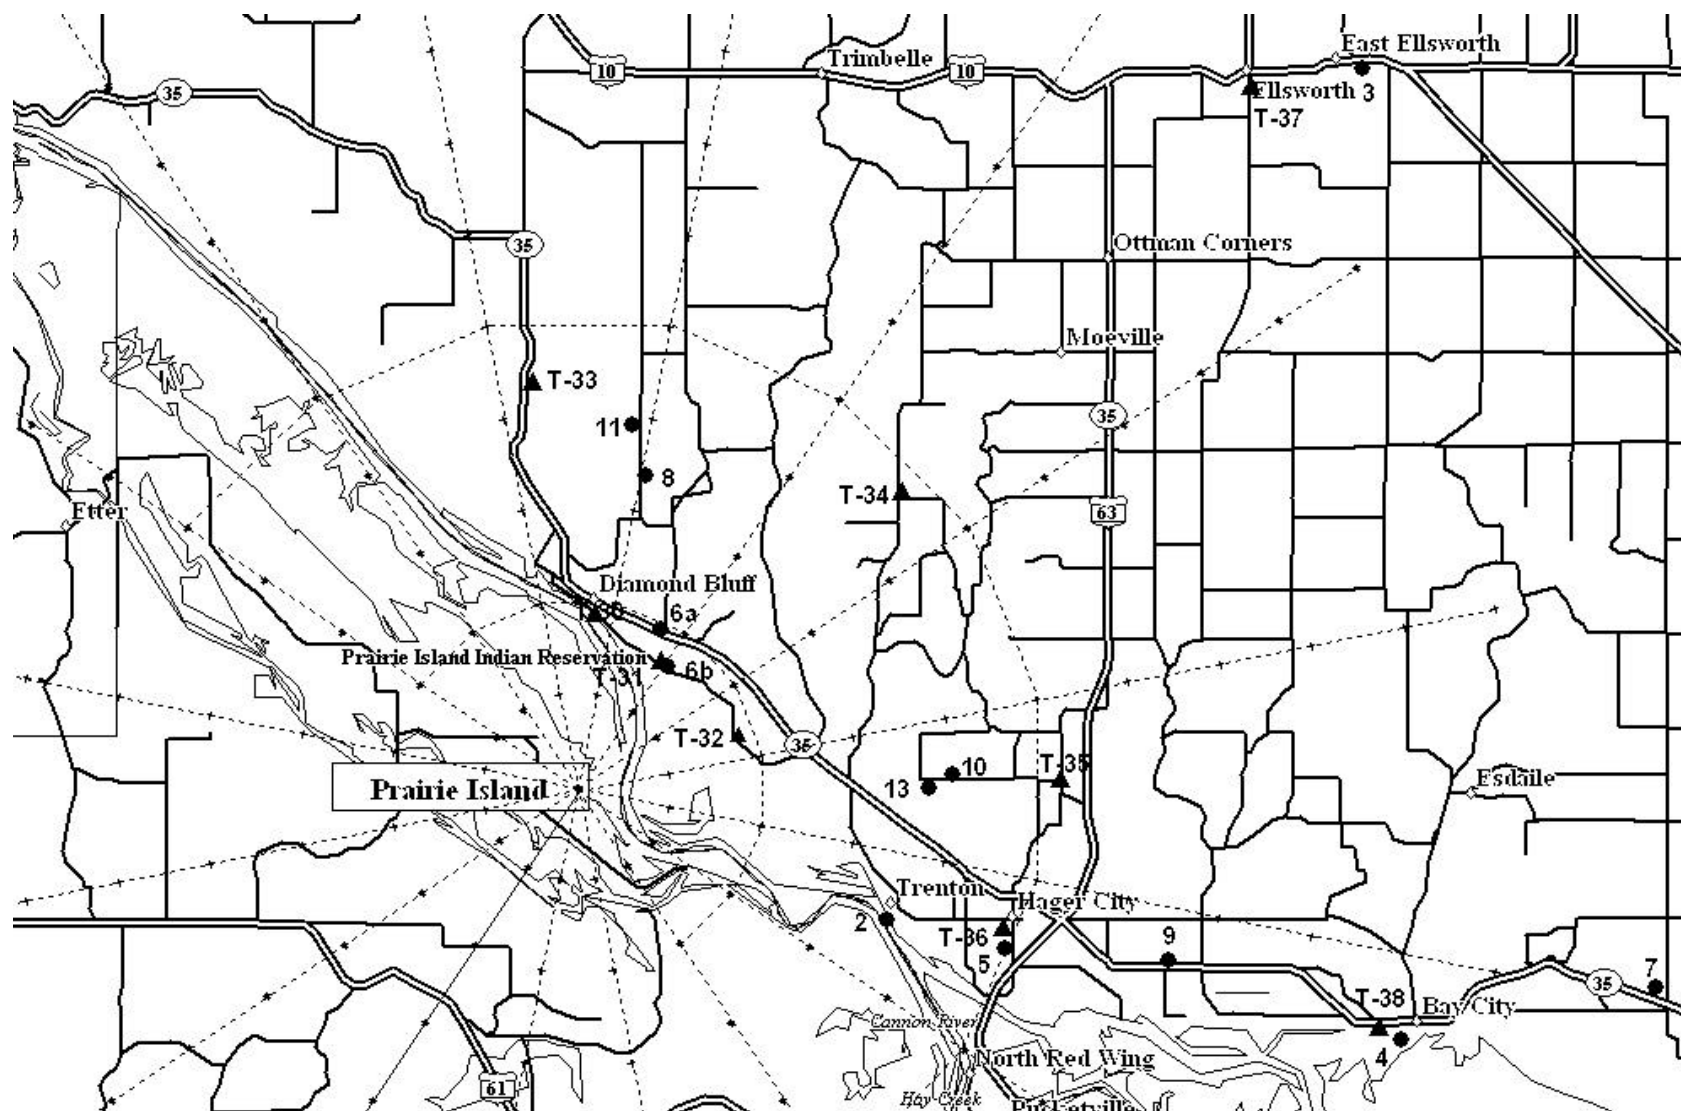 East Ellsworth
Trimbelle
10
10
Ellsworth 3
35
T-37
35
Ottman Corners
Moeville
T-33
35
11
8
T-34
Etter
63
Diamond Bluff
6a
Prairie Island Indian Reservation
T-31
6b
T-32
35
T-35
10
13
Prairie Island
Esdaile
Trenton
Hager City
2
T-36
9
5
7
35
T-38
Bay City
Cannon River
4
North Red Wing
61
Hay Creek